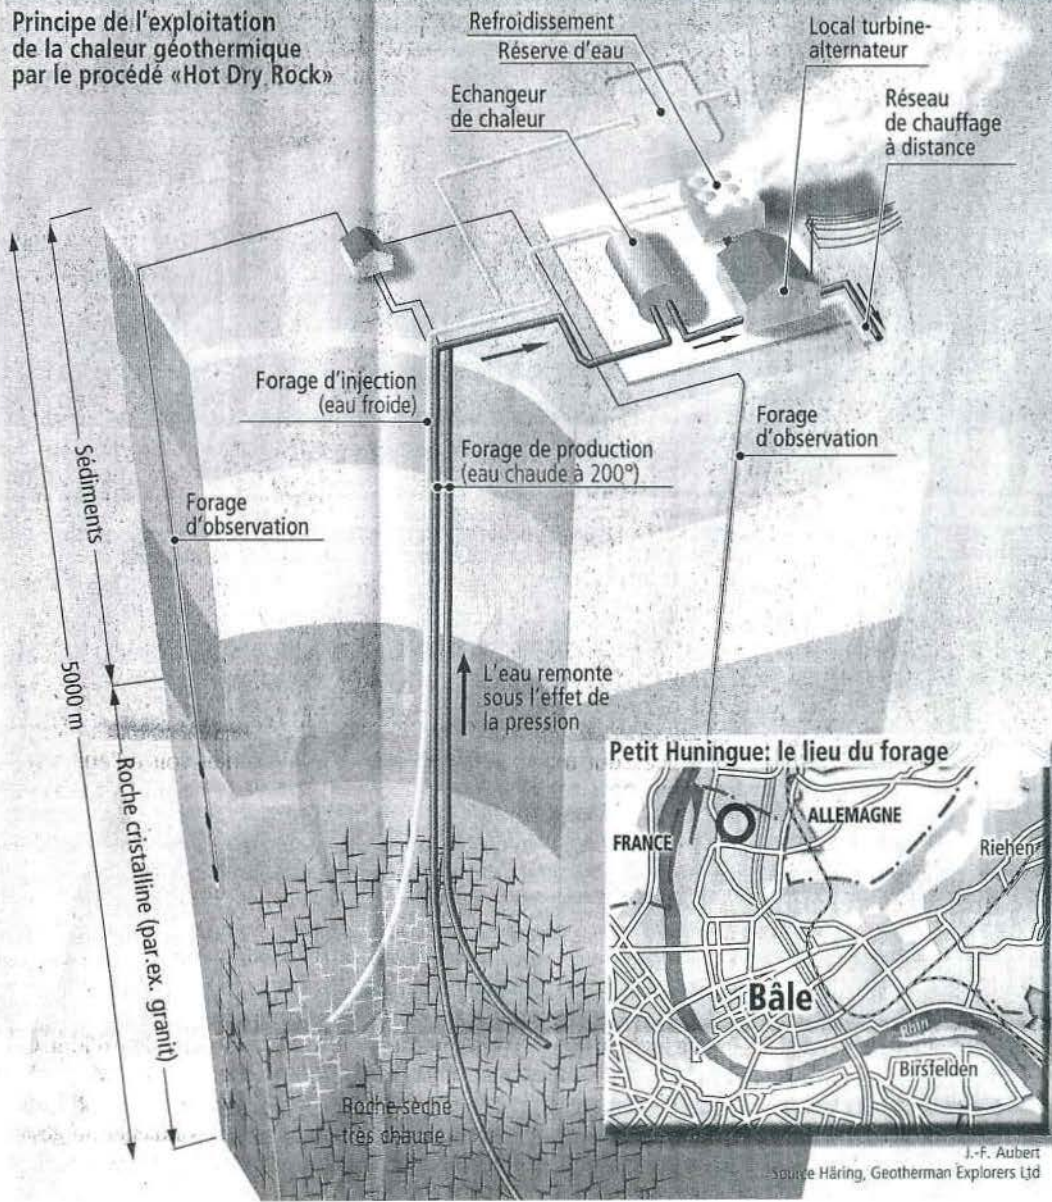 Principe de l'exploitation
de la chaleur géothermique
par le procédé «Hot Dry Rock»
Refroidissement
Réserve d'eau
Echangeur
de chaleur
Local turbine-
alternateur
Réseau
de chauffage
à distance
Forage d'injection
(eau froide)
Forage de production
(eau chaude à 200°)
Forage
d'observation
Forage
d'observation
Sédiments
5000 m
Roche cristalline (par.ex. granit)
L'eau remonte
sous l'effet de
la pression
Roche sèche
très chaude
Petit Huningue: le lieu du forage
FRANCE
ALLEMAGNE
Riehen
Bâle
Rhin
Birsfelden
J.-F. Aubert
Source Häring, Geotherman Explorers Ltd